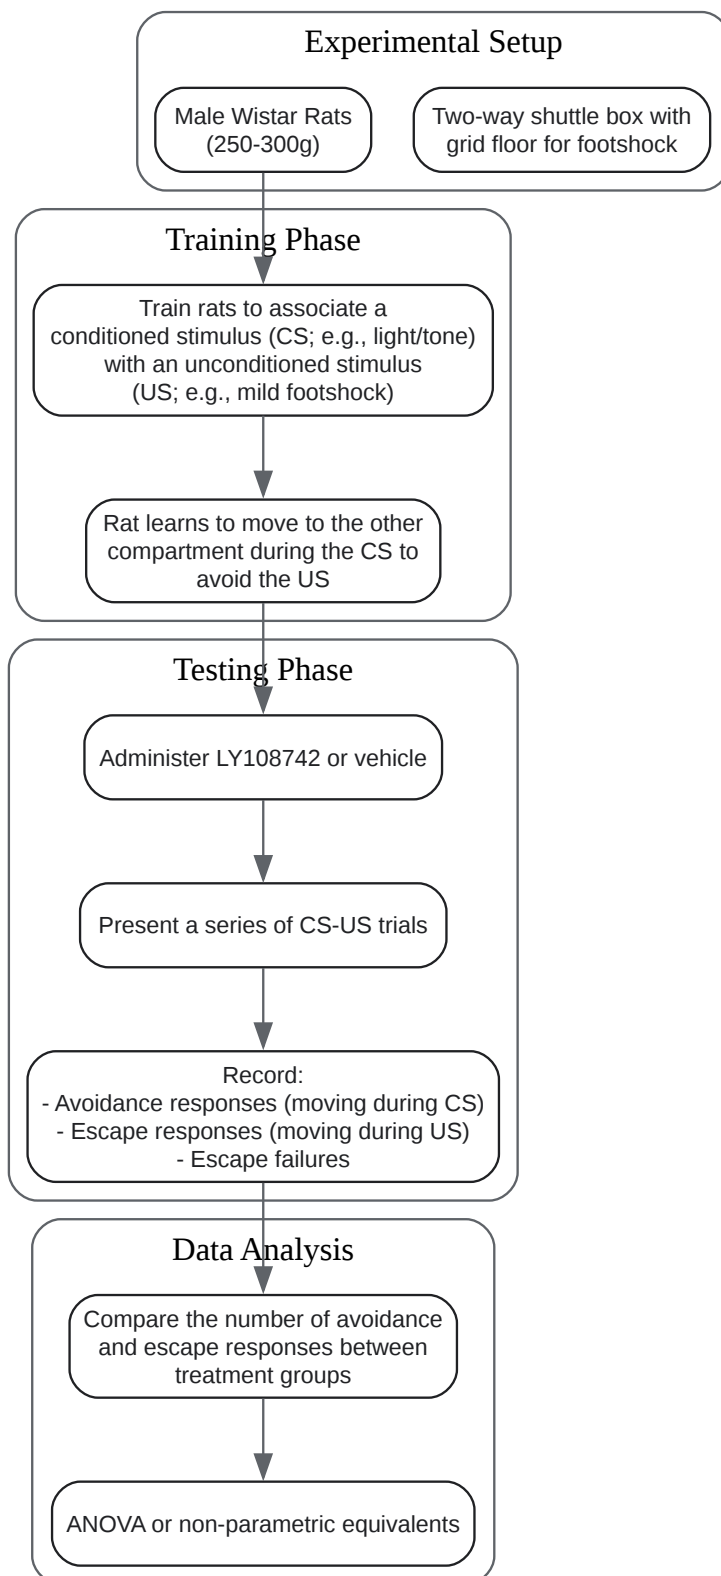 Experimental Setup
Male Wistar Rats
(250-300g)
Two-way shuttle box with
grid floor for footshock
Training Phase
Train rats to associate a
conditioned stimulus (CS; e.g., light/tone)
with an unconditioned stimulus
(US; e.g., mild footshock)
Rat learns to move to the other
compartment during the CS to
avoid the US
Testing Phase
Administer LY108742 or vehicle
Present a series of CS-US trials
Record:
- Avoidance responses (moving during CS)
- Escape responses (moving during US)
- Escape failures
Data Analysis
Compare the number of avoidance
and escape responses between
treatment groups
ANOVA or non-parametric equivalents